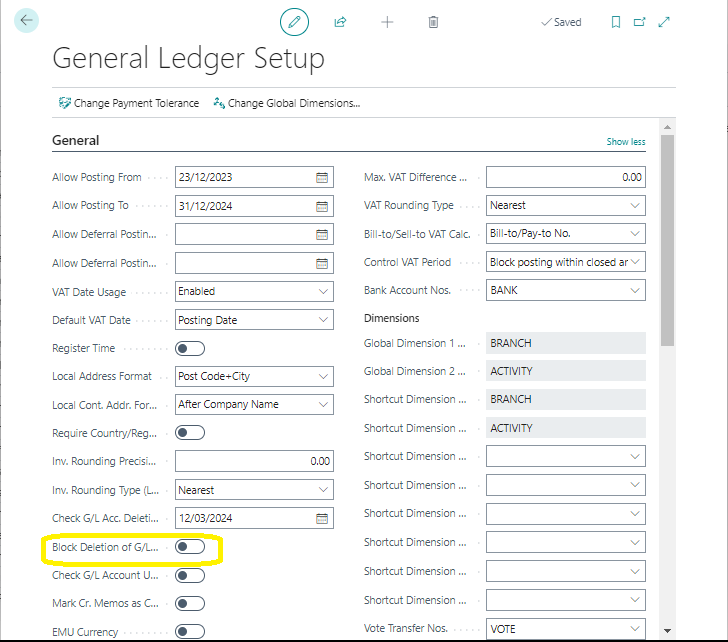 Saved
General Ledger Setup
Change Payment Tolerance
Change Global Dimensions...
General
Show less
Allow Posting From
23/12/2023
Allow Posting To
31/12/2024
Allow Deferral Postin...
Allow Deferral Postin...
VAT Date Usage
Enabled
Default VAT Date
Posting Date
Register Time
Local Address Format
Post Code+City
Local Cont. Addr. For...
After Company Name
Require Country/Reg...
Inv. Rounding Precisi...
0.00
Inv. Rounding Type (L...
Nearest
Check G/L Acc. Deleti...
12/03/2024
Block Deletion of G/L...
Check G/L Account U...
Mark Cr. Memos as C...
EMU Currency
Max. VAT Difference ...
0.00
VAT Rounding Type
Nearest
Bill-to/Sell-to VAT Calc.
Bill-to/Pay-to No.
Control VAT Period
Block posting within closed ar
Bank Account Nos.
BANK
Dimensions
Global Dimension 1 ...
BRANCH
Global Dimension 2 ...
ACTIVITY
Shortcut Dimension ...
BRANCH
Shortcut Dimension ...
ACTIVITY
Shortcut Dimension ...
Shortcut Dimension ...
Shortcut Dimension ...
Shortcut Dimension ...
Shortcut Dimension ...
Shortcut Dimension ...
Vote Transfer Nos.
VOTE